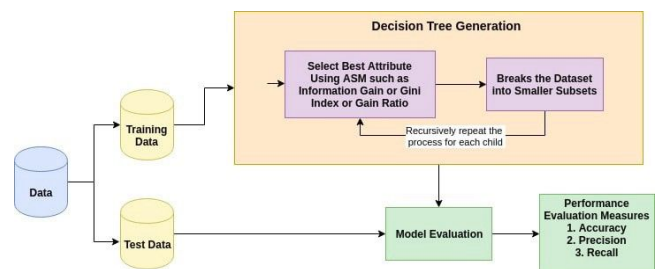 Decision Tree Generation
Select Best Attribute
Using ASM such as
Information Gain or Gini
Index or Gain Ratio
Breaks the Dataset
into Smaller Subsets
Recursively repeat the
process for each child
Training
Data
Data
Test Data
Model Evaluation
Performance
Evaluation Measures
1. Accuracy
2. Precision
3. Recall